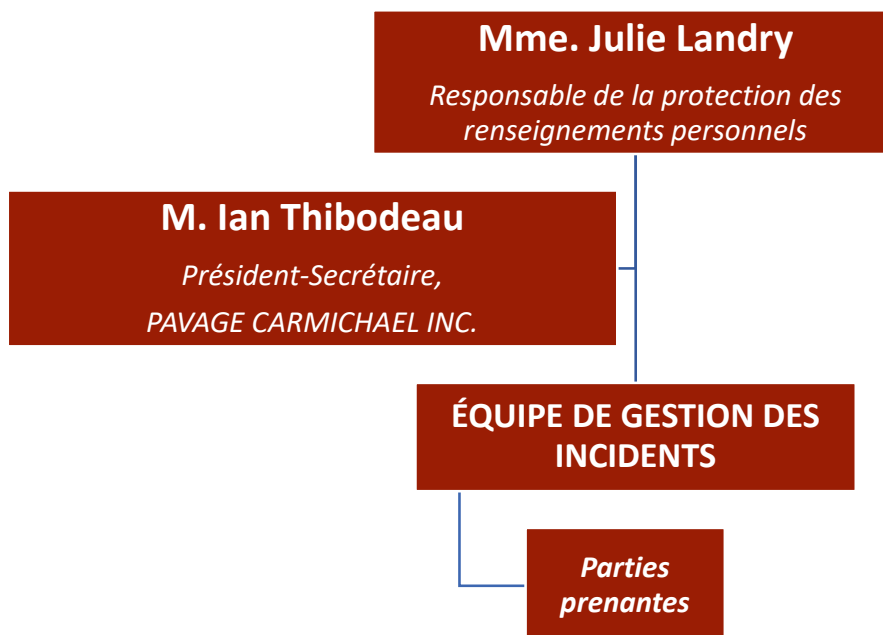 Mme. Julie Landry
Responsable de la protection des
renseignements personnels
M. Ian Thibodeau
Président-Secrétaire,
PAVAGE CARMICHAEL INC.
ÉQUIPE DE GESTION DES
INCIDENTS
Parties
prenantes